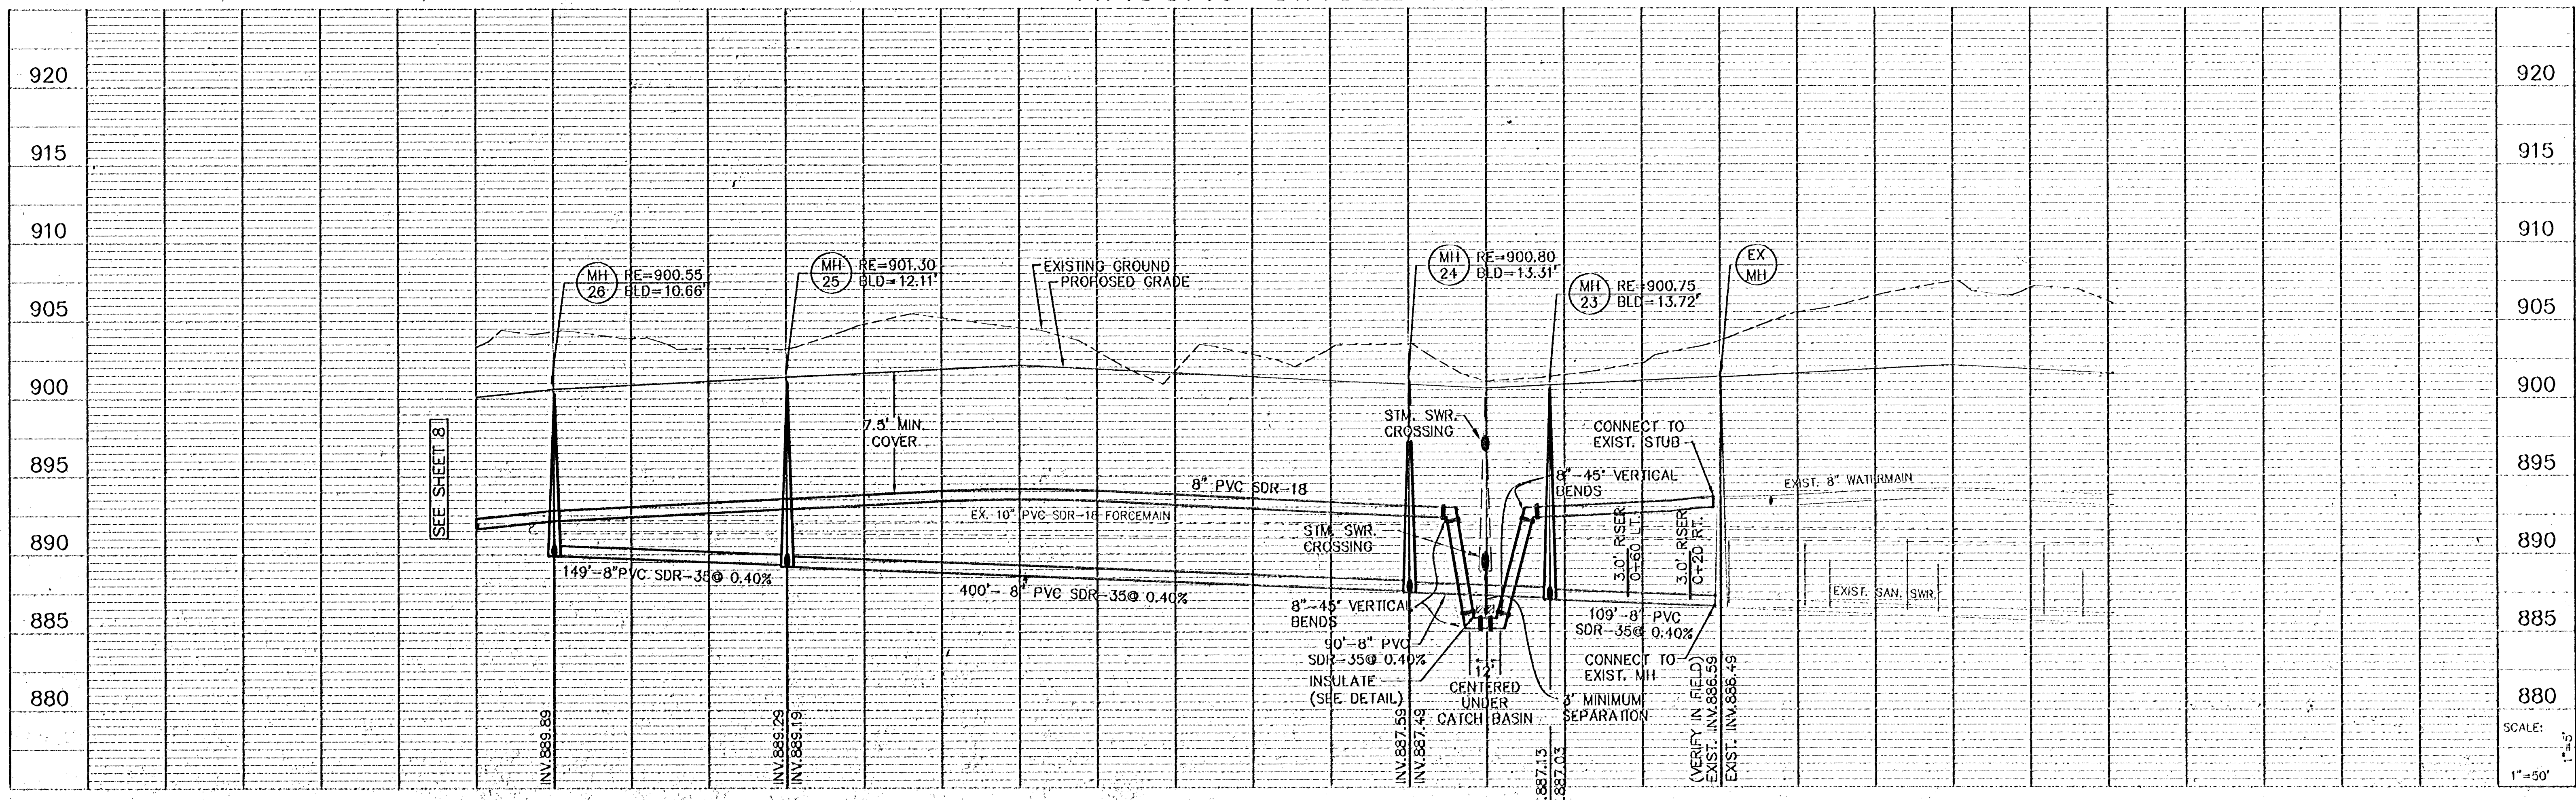 920
915
910
905
900
895
890
885
880
SEE SHEET 8
MH
26
RE=900.55
BLD=10.66'
MH
25
RE=901.30
BLD=12.11'
EXISTING GROUND
PROPOSED GRADE
MH
24
RE=900.80
BLD=13.31'
MH
23
RE=900.75
BLD=13.72'
EX
MH
7.5' MIN.
COVER
STM. SWR.
CROSSING
CONNECT TO
EXIST. STUB
8"-45° VERTICAL
BENDS
8" PVC SDR-18
EX. 10" PVC SDR-18 FORCEMAIN
EXIST. 8" WATERMAIN
STM. SWR.
CROSSING
3.0' RISER
0+60 LT.
3.0' RISER
0+20 RT.
149'-8"PVC SDR-35@ 0.40%
400'- 8" PVC SDR-35@ 0.40%
EXIST. SAN. SWR.
8"-45° VERTICAL
BENDS
109'-8" PVC
SDR-35@ 0.40%
90'-8" PVC
SDR-35@ 0.40%
INSULATE
(SEE DETAIL)
12'
CENTERED
UNDER
CATCH BASIN
3' MINIMUM
SEPARATION
CONNECT TO
EXIST. MH
INV.889.89
INV.889.29
INV.889.19
INV.887.59
INV.887.49
887.13
887.03
(VERIFY IN FIELD)
EXIST. INV.886.59
EXIST. INV.886.49
920
915
910
905
900
895
890
885
880
SCALE:
1"=5'
1"=50'